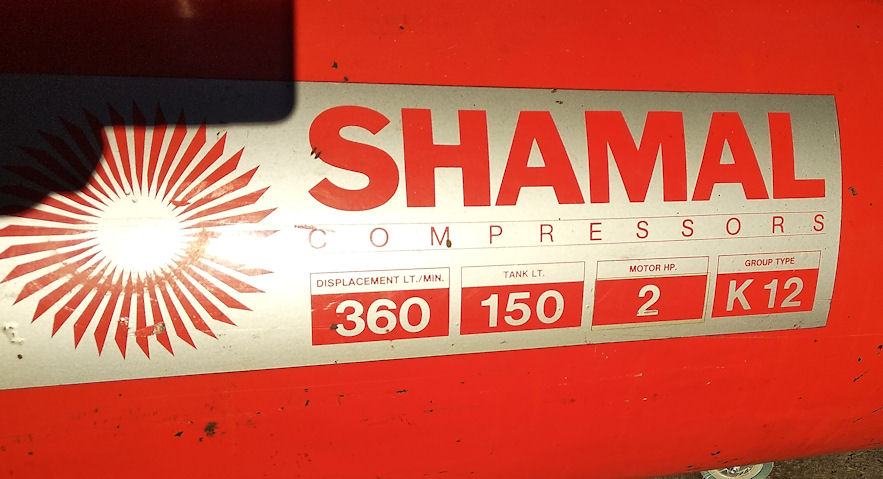 SHAMAL
COMPRESSORS
DISPLACEMENT LT./MIN. TANK LT. MOTOR HP. GROUP TYPE
360 150 2 K 12